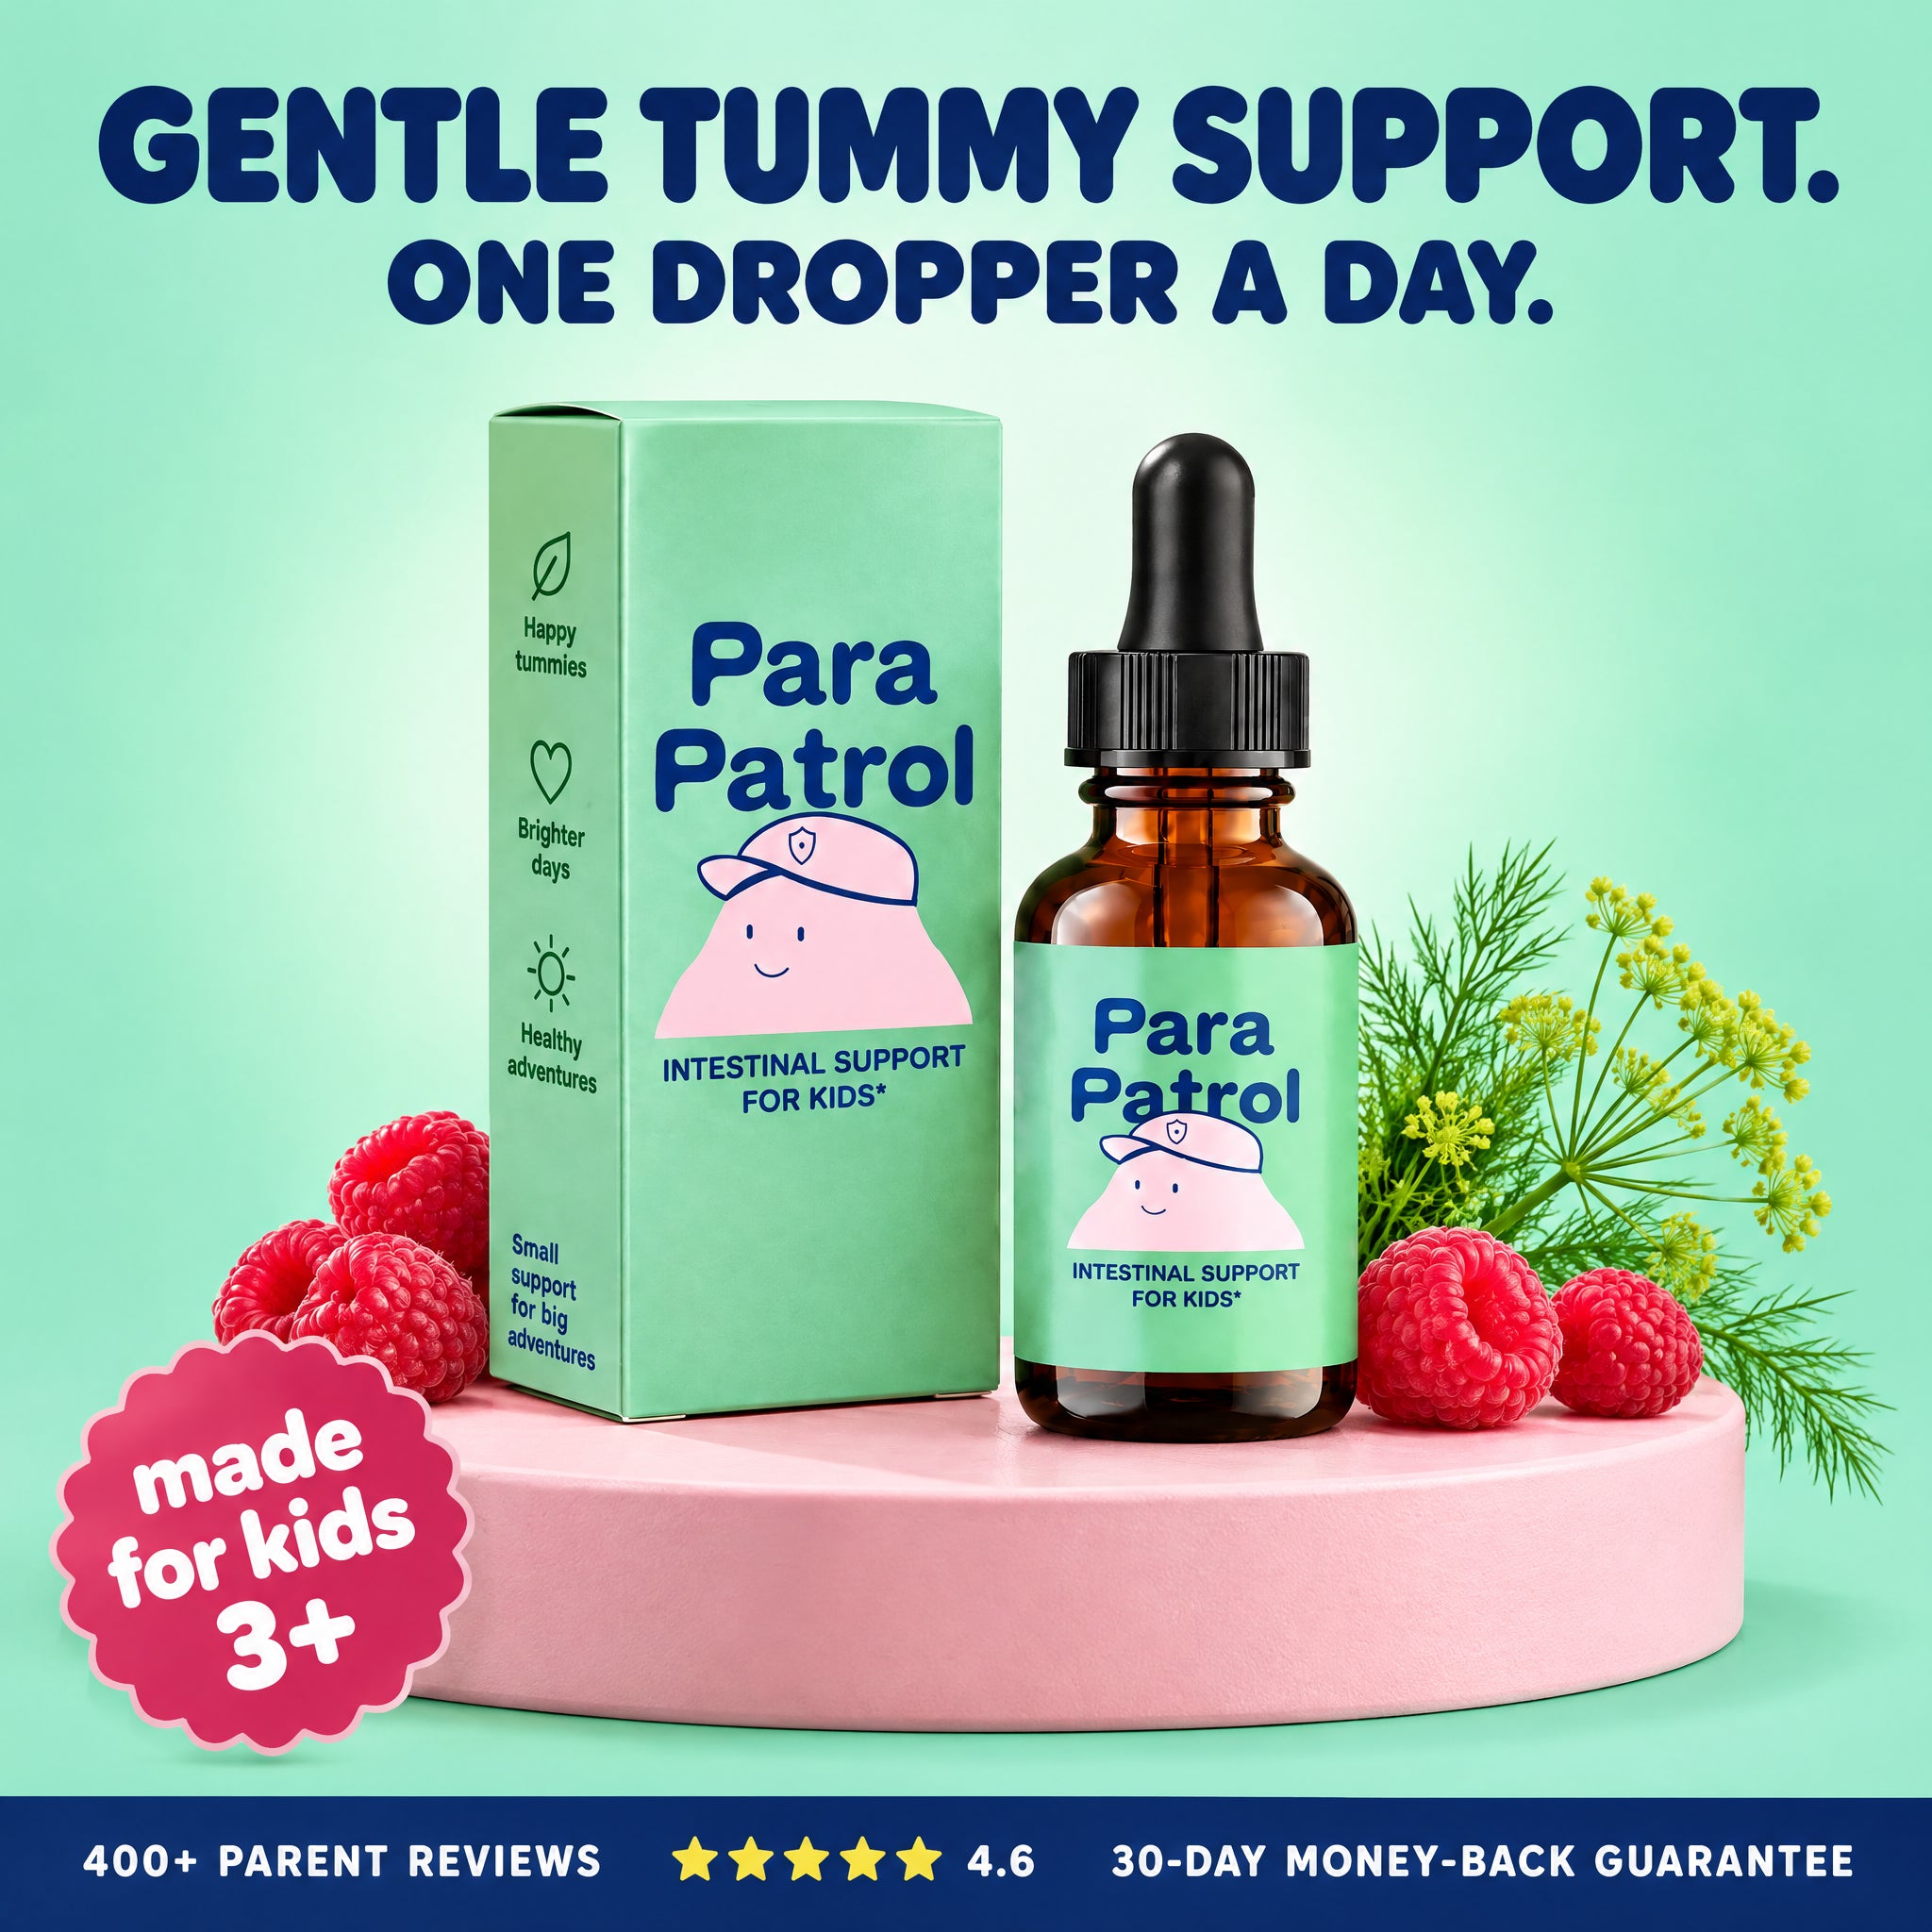 GENTLE TUMMY SUPPORT.
ONE DROPPER A DAY.
Happy
tummies
Brighter
days
Healthy
adventures
Small
support
for big
adventures
Para
Patrol
INTESTINAL SUPPORT
FOR KIDS*
Para
Patrol
INTESTINAL SUPPORT
FOR KIDS*
made
for kids
3+
400+ PARENT REVIEWS
4.6
30-DAY MONEY-BACK GUARANTEE